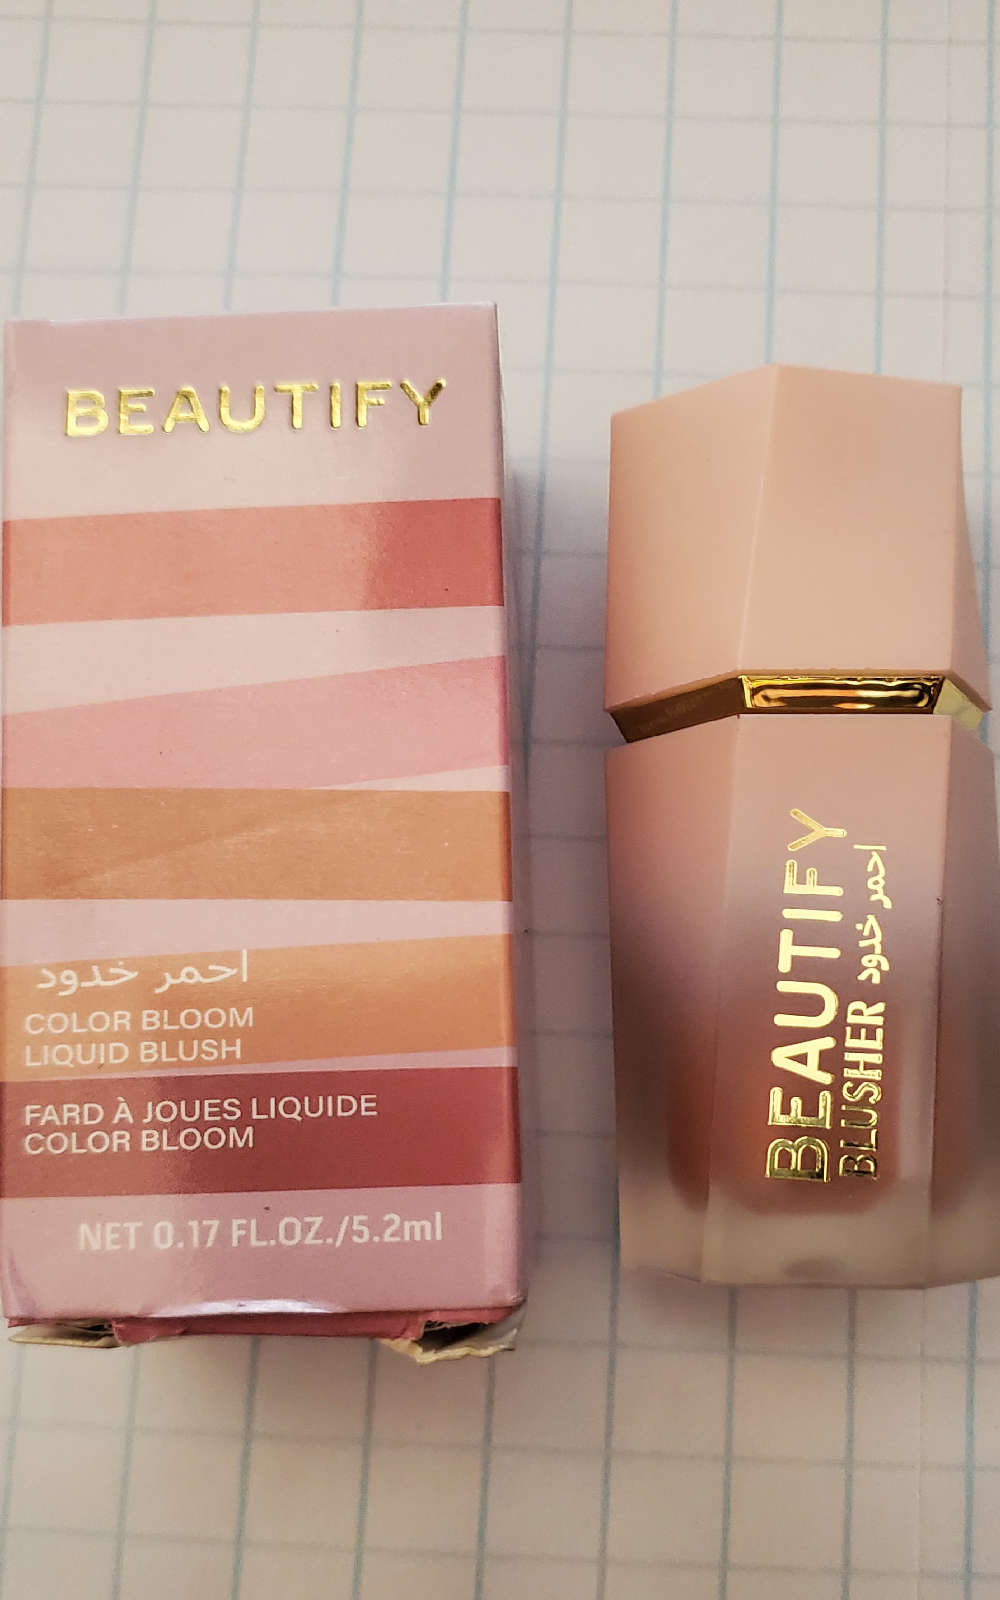 BEAUTIFY
احمر خدود
COLOR BLOOM
LIQUID BLUSH
FARD À JOUES LIQUIDE
COLOR BLOOM
NET 0.17 FL.OZ./5.2ml
BEAUTIFY
BLUSHER احمر خدود